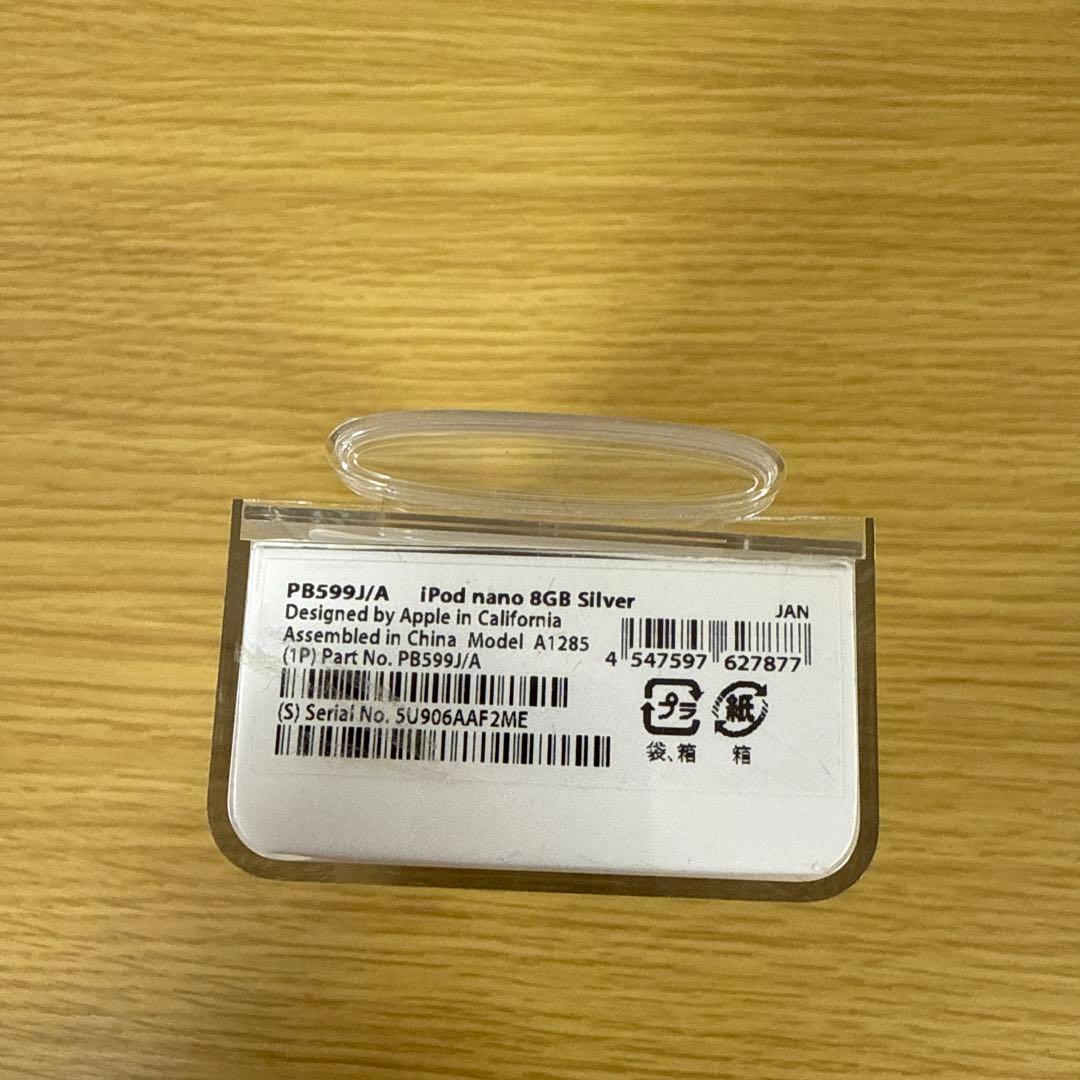 PB599J/A iPod nano 8GB Silver
Designed by Apple in California
Assembled in China Model A1285
(1P) Part No. PB599J/A
(S) Serial No. 5U906AAF2ME
JAN
4 547597 627877
プラ
袋、箱
紙
箱